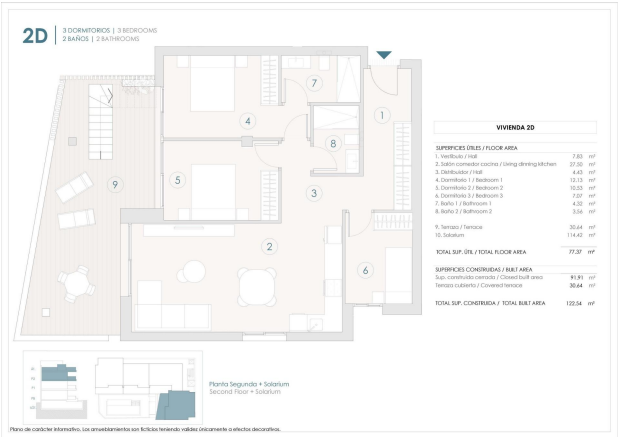 2D
3 DORMITORIOS | 3 BEDROOMS
2 BAÑOS | 2 BATHROOMS
7
4
1
8
5
9
3
2
6
VIVIENDA 2D
SUPERFICIES ÚTILES / FLOOR AREA
1. Vestíbulo / Hall 7.83 m²
2. Salón comedor cocina / Living dinning kitchen 27.50 m²
3. Distribuidor / Hall 4.43 m²
4. Dormitorio 1 / Bedroom 1 12.13 m²
5. Dormitorio 2 / Bedroom 2 10.23 m²
6. Dormitorio 3 / Bedroom 3 7.07 m²
7. Baño 1 / Bathroom 1 4.52 m²
8. Baño 2 / Bathroom 2 3.56 m²
9. Terraza / Terrace 30.64 m²
10. Solarium 114.42 m²
TOTAL SUP. ÚTIL / TOTAL FLOOR AREA 77.37 m²
SUPERFICIES CONSTRUIDAS / BUILT AREA
Sup. construida cerrada / Closed built area 91.91 m²
Terraza cubierta / Covered terrace 30.64 m²
TOTAL SUP. CONSTRUIDA / TOTAL BUILT AREA 122.54 m²
Planta Segunda + Solarium
Second Floor + Solarium
Plano de carácter informativo. Los amueblamientos son ficticios teniendo validez únicamente a efectos decorativos.